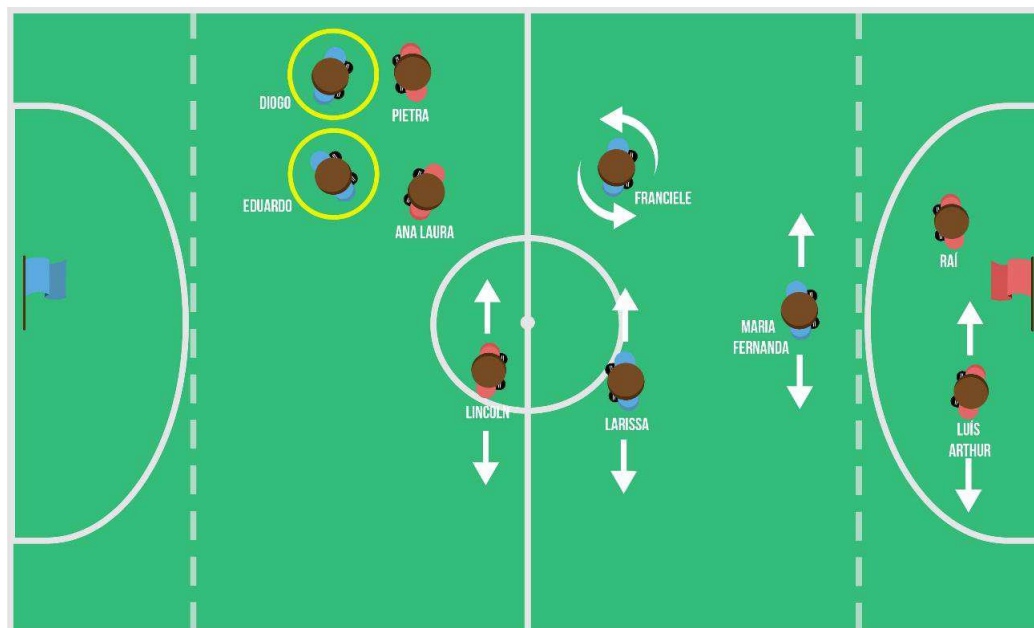 DIOGO
PIETRA
EDUARDO
ANA LAURA
FRANCIELE
RAÍ
MARIA
FERNANDA
LINCOLN
LARISSA
LUÍS
ARTHUR